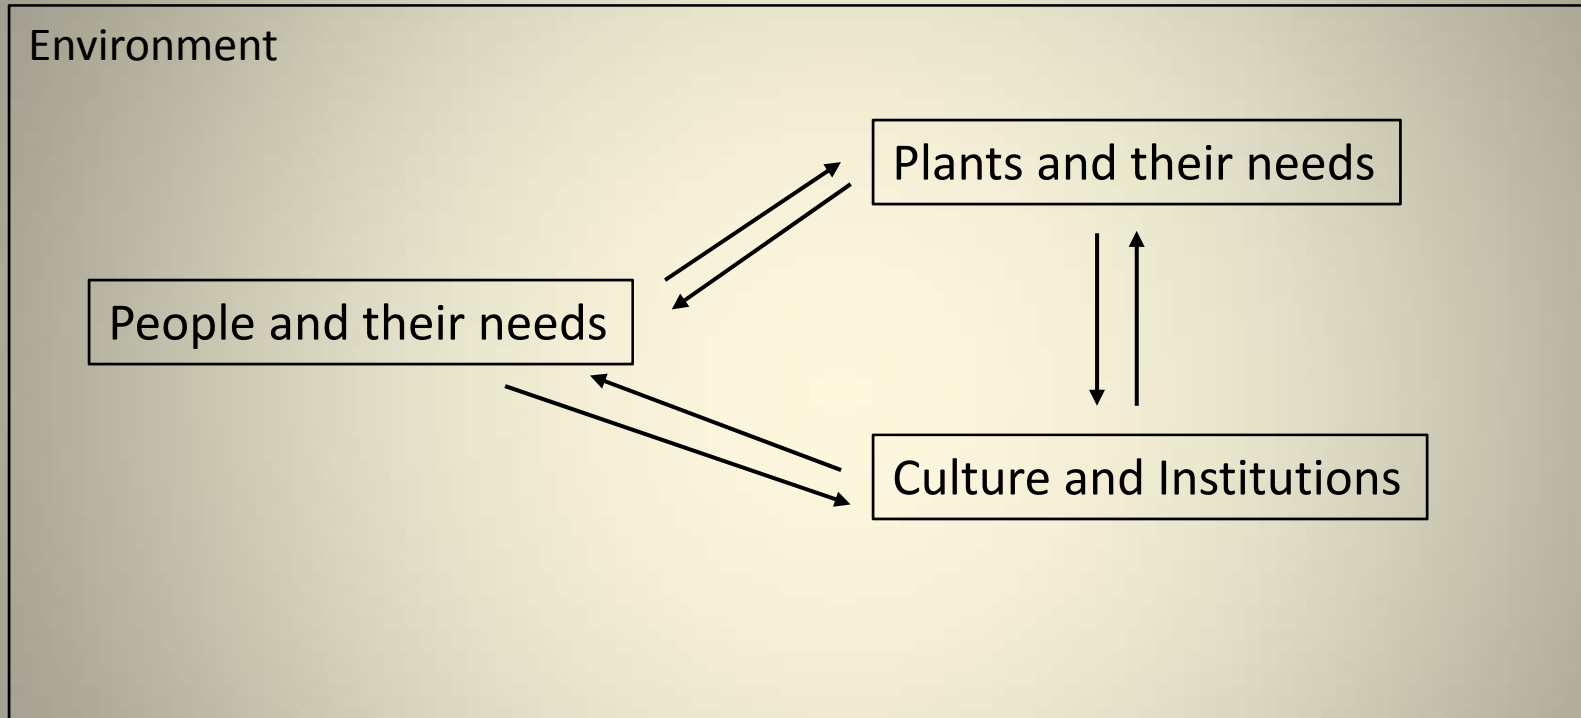 Environment
Plants and their needs
People and their needs
Culture and Institutions